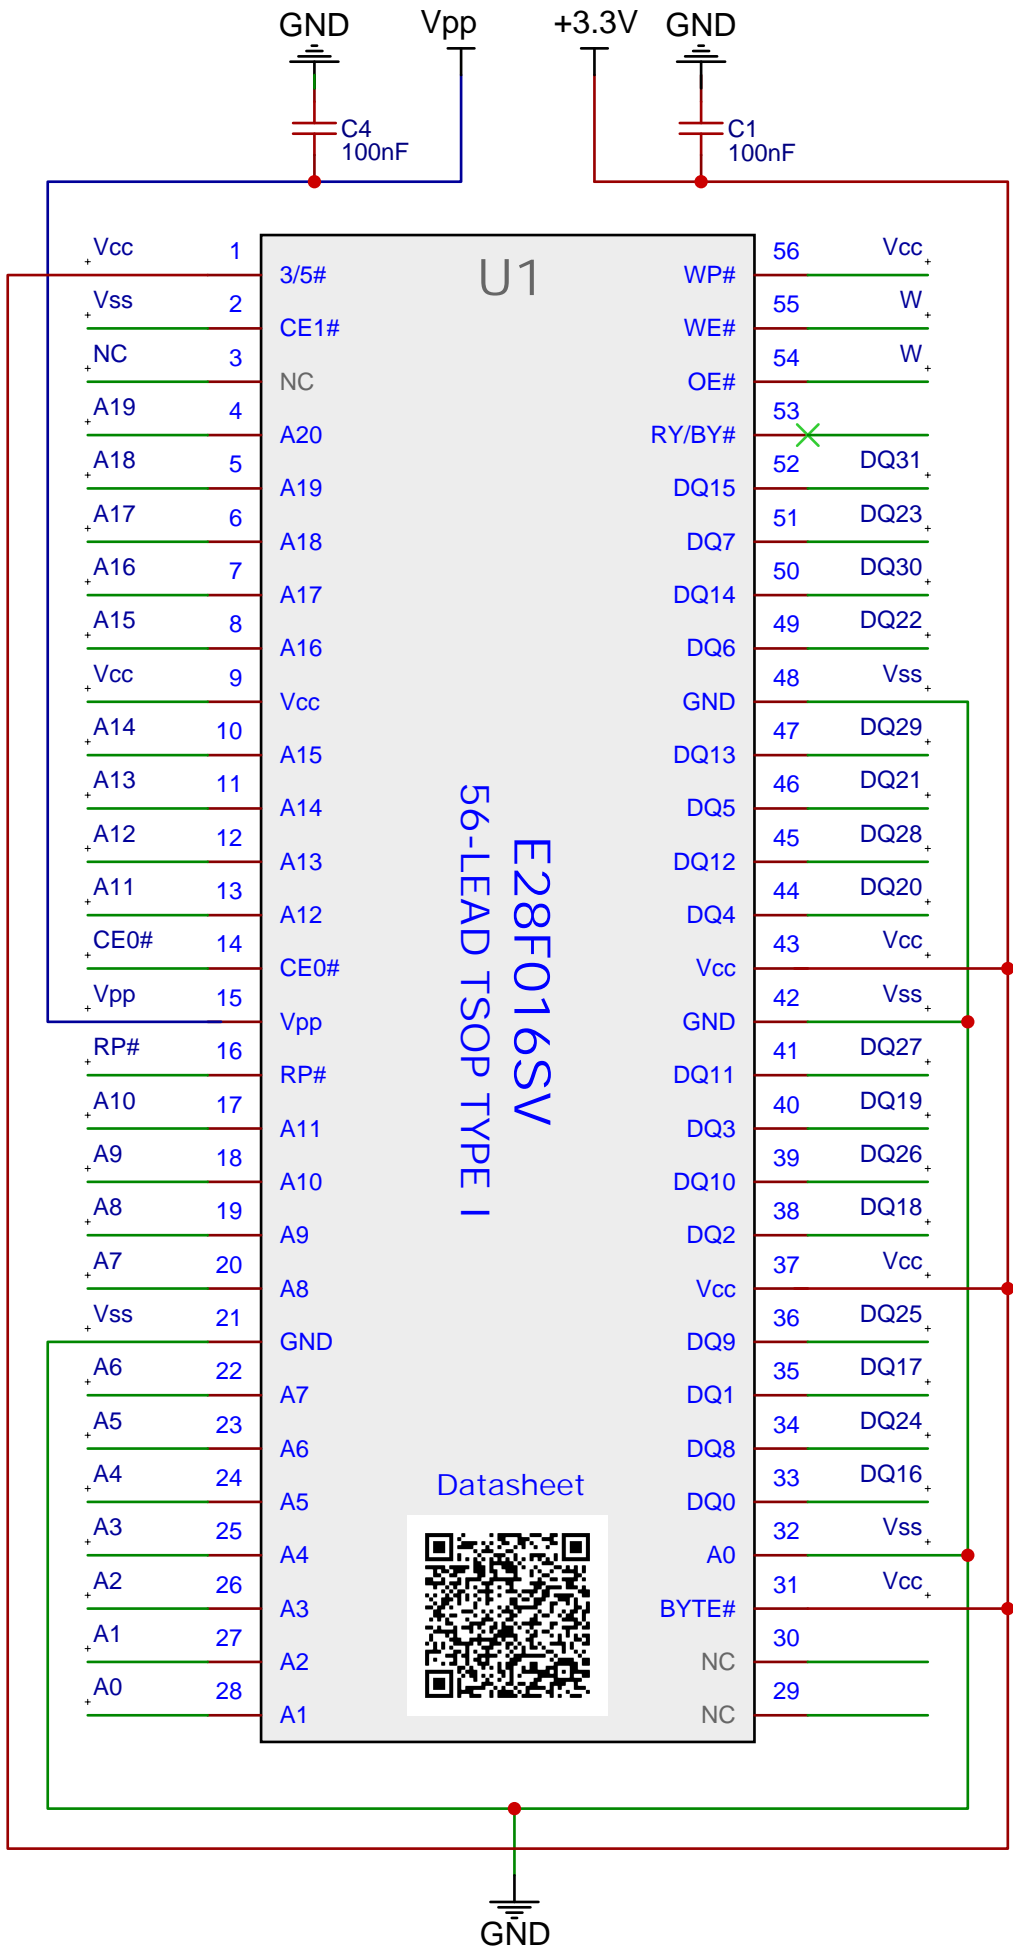 GND Vpp +3.3V GND
C4
100nF
C1
100nF
U1
Vcc 1 3/5#
Vss 2 CE1#
NC 3 NC
A19 4 A20
A18 5 A19
A17 6 A18
A16 7 A17
A15 8 A16
Vcc 9 Vcc
A14 10 A15
A13 11 A14
A12 12 A13
A11 13 A12
CE0# 14 CE0#
Vpp 15 Vpp
RP# 16 RP#
A10 17 A11
A9 18 A10
A8 19 A9
A7 20 A8
Vss 21 GND
A6 22 A7
A5 23 A6
A4 24 A5
A3 25 A4
A2 26 A3
A1 27 A2
A0 28 A1
E28F016SV
56-LEAD TSOP TYPE I
Datasheet
WP# 56 Vcc
WE# 55 W
OE# 54 W
RY/BY# 53
DQ15 52 DQ31
DQ7 51 DQ23
DQ14 50 DQ30
DQ6 49 DQ22
GND 48 Vss
DQ13 47 DQ29
DQ5 46 DQ21
DQ12 45 DQ28
DQ4 44 DQ20
Vcc 43 Vcc
GND 42 Vss
DQ11 41 DQ27
DQ3 40 DQ19
DQ10 39 DQ26
DQ2 38 DQ18
Vcc 37 Vcc
DQ9 36 DQ25
DQ1 35 DQ17
DQ8 34 DQ24
DQ0 33 DQ16
A0 32 Vss
BYTE# 31 Vcc
NC 30
NC 29
GND